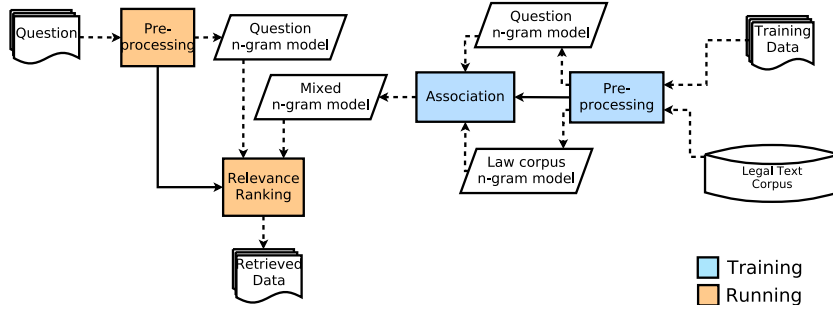 Question
Pre-
processing
Question
n-gram model
Question
n-gram model
Training
Data
Mixed
n-gram model
Association
Pre-
processing
Law corpus
n-gram model
Legal Text
Corpus
Relevance
Ranking
Retrieved
Data
Training
Running